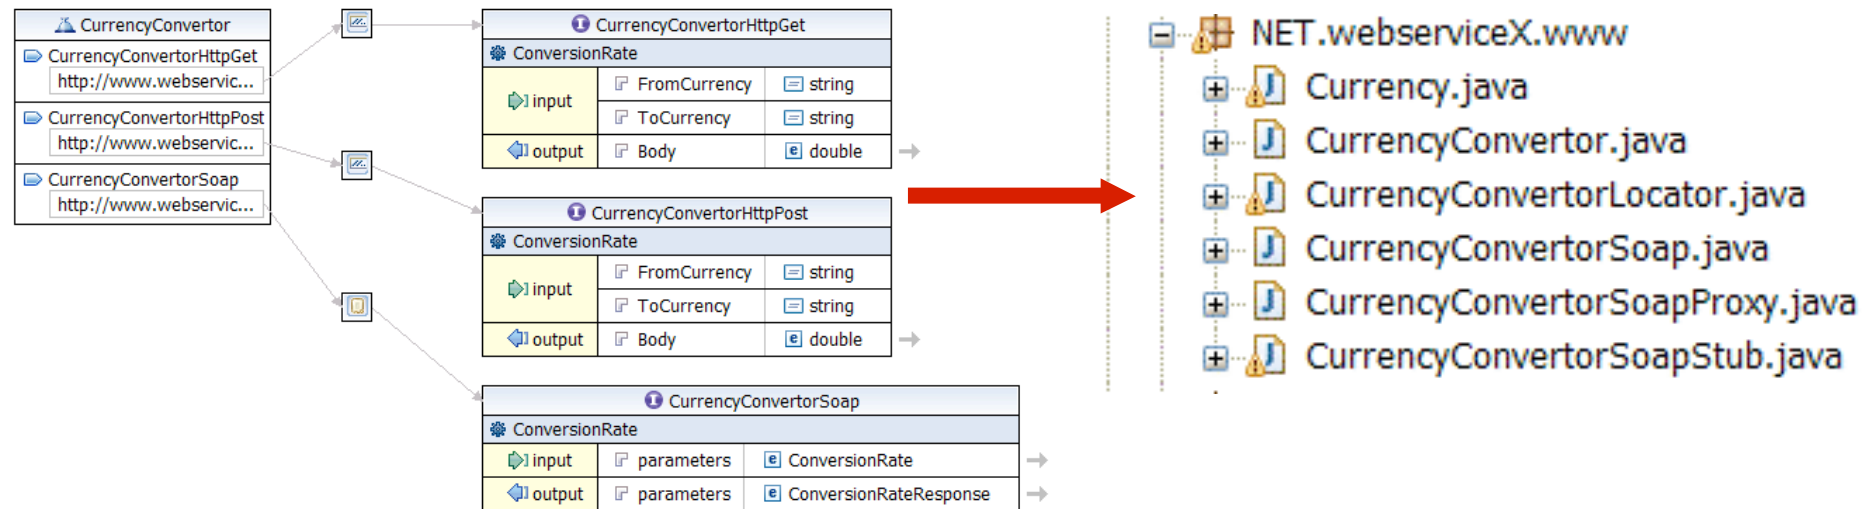 CurrencyConvertor
CurrencyConvertorHttpGet
http://www.webservic...
CurrencyConvertorHttpPost
http://www.webservic...
CurrencyConvertorSoap
http://www.webservic...
CurrencyConvertorHttpGet
ConversionRate
input FromCurrency string
ToCurrency string
output Body double
CurrencyConvertorHttpPost
ConversionRate
input FromCurrency string
ToCurrency string
output Body double
CurrencyConvertorSoap
ConversionRate
input parameters ConversionRate
output parameters ConversionRateResponse
NET.webserviceX.www
Currency.java
CurrencyConvertor.java
CurrencyConvertorLocator.java
CurrencyConvertorSoap.java
CurrencyConvertorSoapProxy.java
CurrencyConvertorSoapStub.java